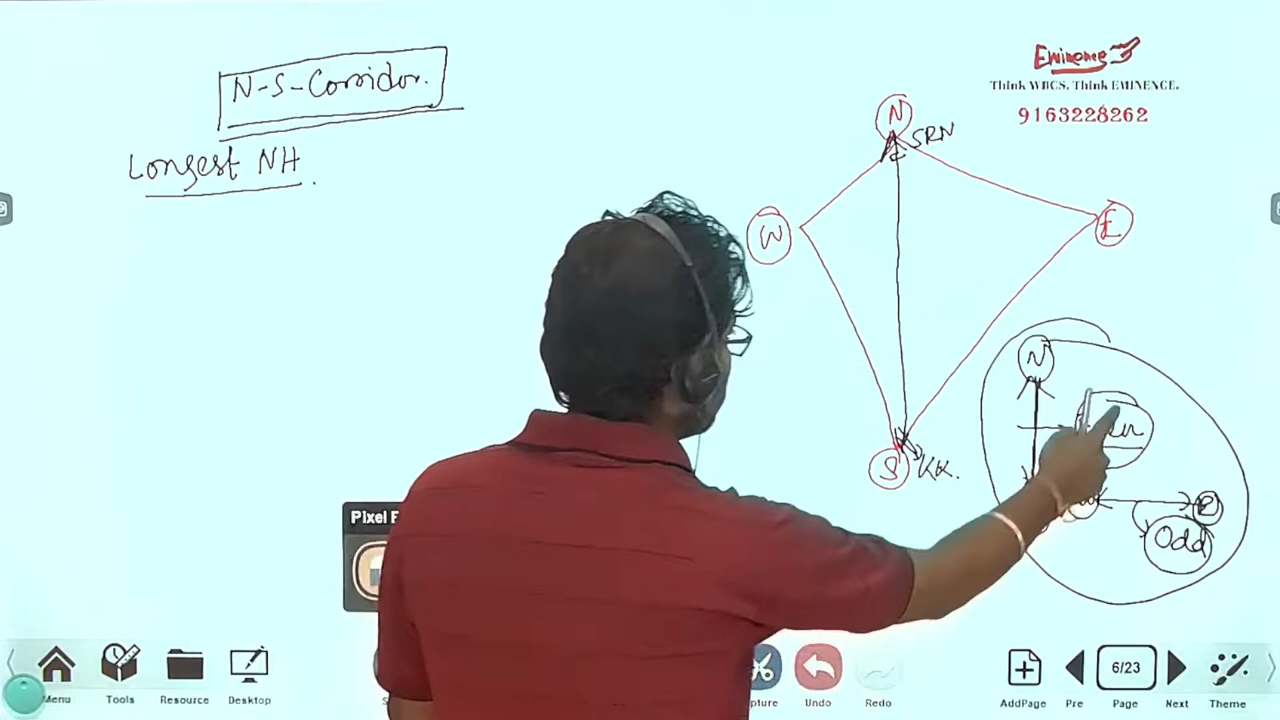 N-S-Corridor.
Longest NH
Eminence
Think WBCS. Think EMINENCE.
9163228262
N
SRN
W
E
S
KK.
N
E
Odd
Menu
Tools
Resource
Desktop
Undo
Redo
AddPage
Pre
6/23
Page
Next
Theme